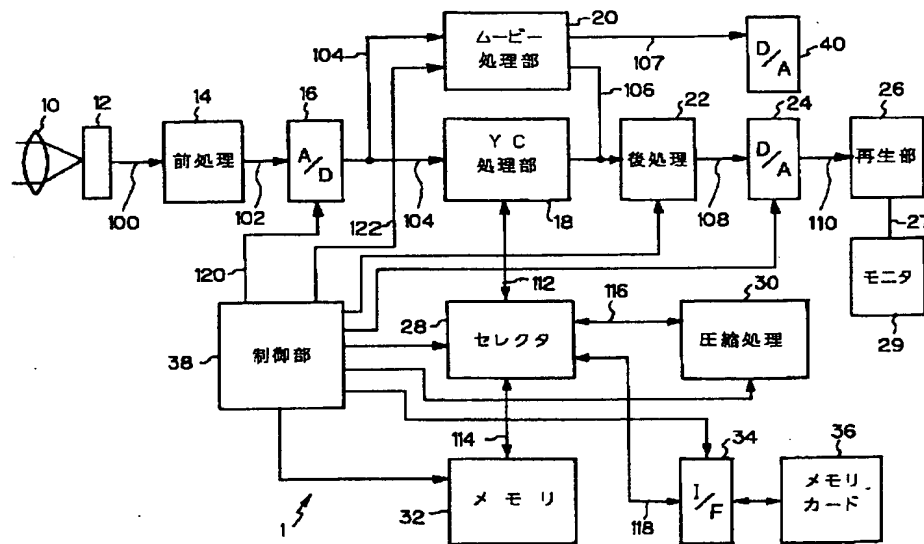 20
ムービー
処理部
104
107
D/A
40
106
10
12
14
前処理
16
A/D
YC
処理部
18
22
後処理
24
D/A
26
再生部
100
102
122
104
108
110
27
モニタ
29
120
112
116
30
圧縮処理
28
セレクタ
38
制御部
114
34
I/F
36
メモリ
カード
118
32
メモリ
1